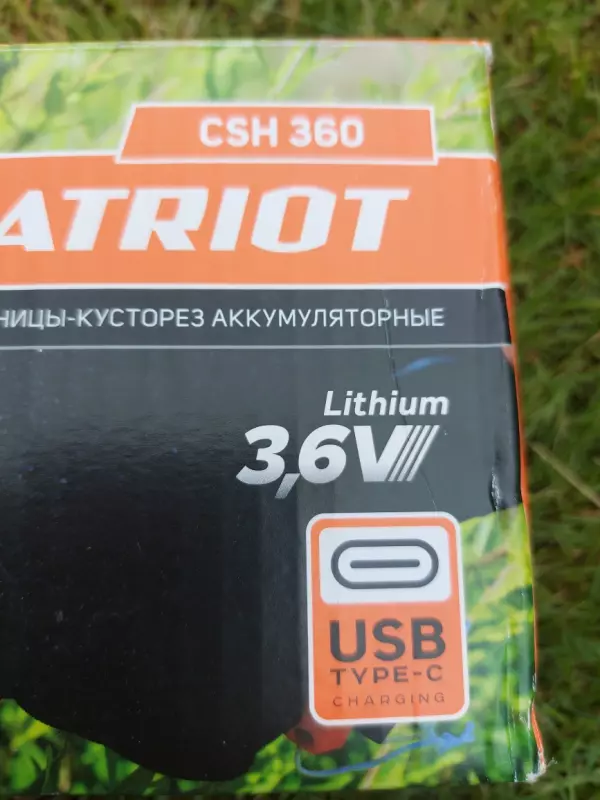 CSH 360
ATRIOT
НИЦЫ-КУСТОРЕЗ АККУМУЛЯТОРНЫЕ
Lithium
3,6V
USB
TYPE-C
CHARGING